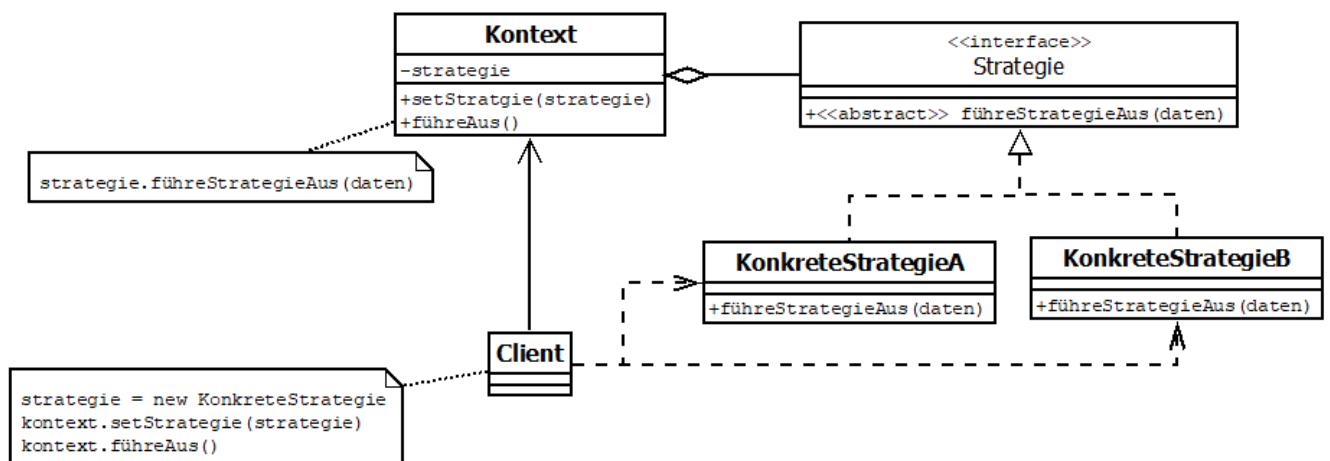 Kontext
-strategie
+setStratgie(strategie)
+führeAus()
<<interface>>
Strategie
+<<abstract>> führeStrategieAus(daten)
strategie.führeStrategieAus(daten)
KonkreteStrategieA
+führeStrategieAus(daten)
KonkreteStrategieB
+führeStrategieAus(daten)
Client
strategie = new KonkreteStrategie
kontext.setStrategie(strategie)
kontext.führeAus()